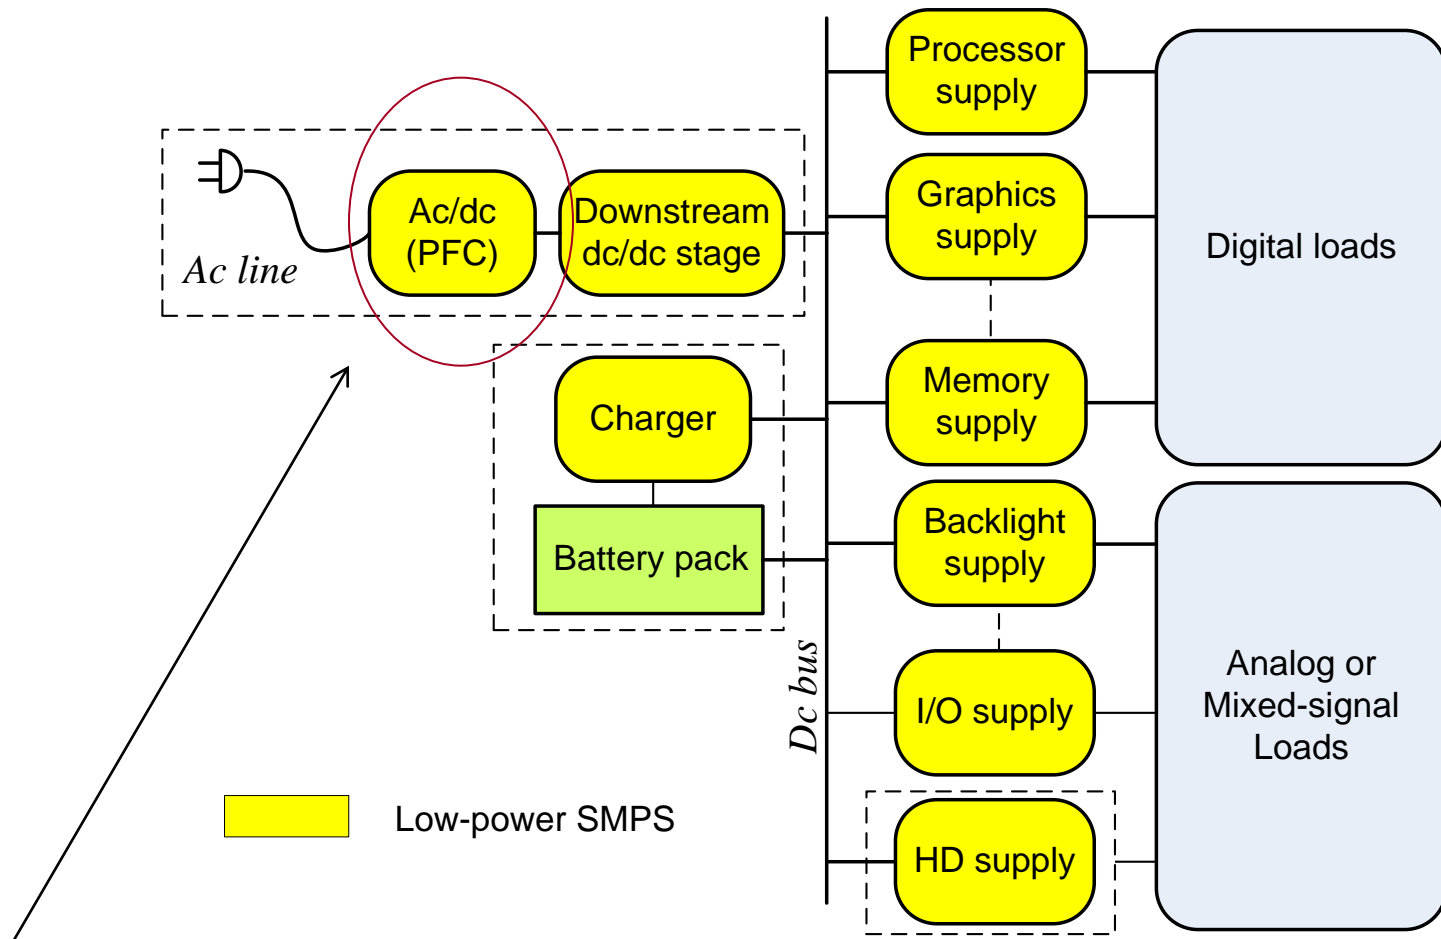 Processor
supply
Ac/dc
(PFC)
Downstream
dc/dc stage
Ac line
Graphics
supply
Digital loads
Memory
supply
Charger
Battery pack
Backlight
supply
Dc bus
I/O supply
Analog or
Mixed-signal
Loads
Low-power SMPS
HD supply